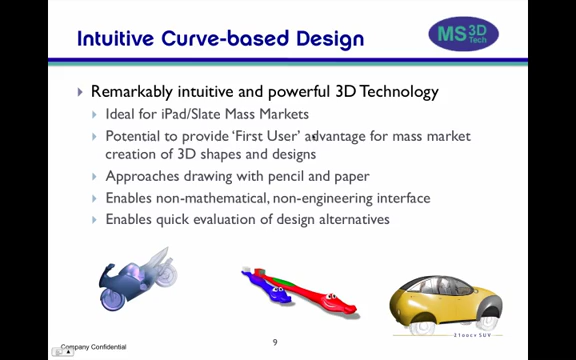 Intuitive Curve-based Design
MS 3D
Tech
Remarkably intuitive and powerful 3D Technology
Ideal for iPad/Slate Mass Markets
Potential to provide ‘First User’ advantage for mass market
creation of 3D shapes and designs
Approaches drawing with pencil and paper
Enables non-mathematical, non-engineering interface
Enables quick evaluation of design alternatives
Company Confidential
9